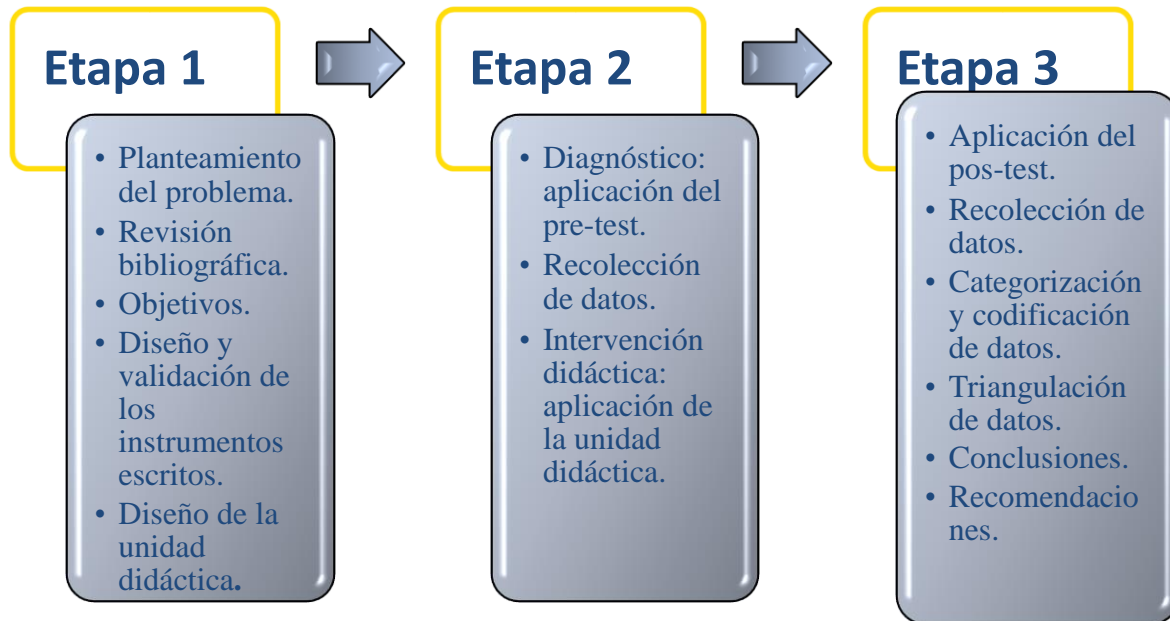 Etapa 1
• Planteamiento
del problema.
• Revisión
bibliográfica.
• Objetivos.
• Diseño y
validación de
los
instrumentos
escritos.
• Diseño de la
unidad
didáctica.
Etapa 2
• Diagnóstico:
aplicación del
pre-test.
• Recolección
de datos.
• Intervención
didáctica:
aplicación de
la unidad
didáctica.
Etapa 3
• Aplicación del
pos-test.
• Recolección de
datos.
• Categorización
y codificación
de datos.
• Triangulación
de datos.
• Conclusiones.
• Recomendacio
nes.